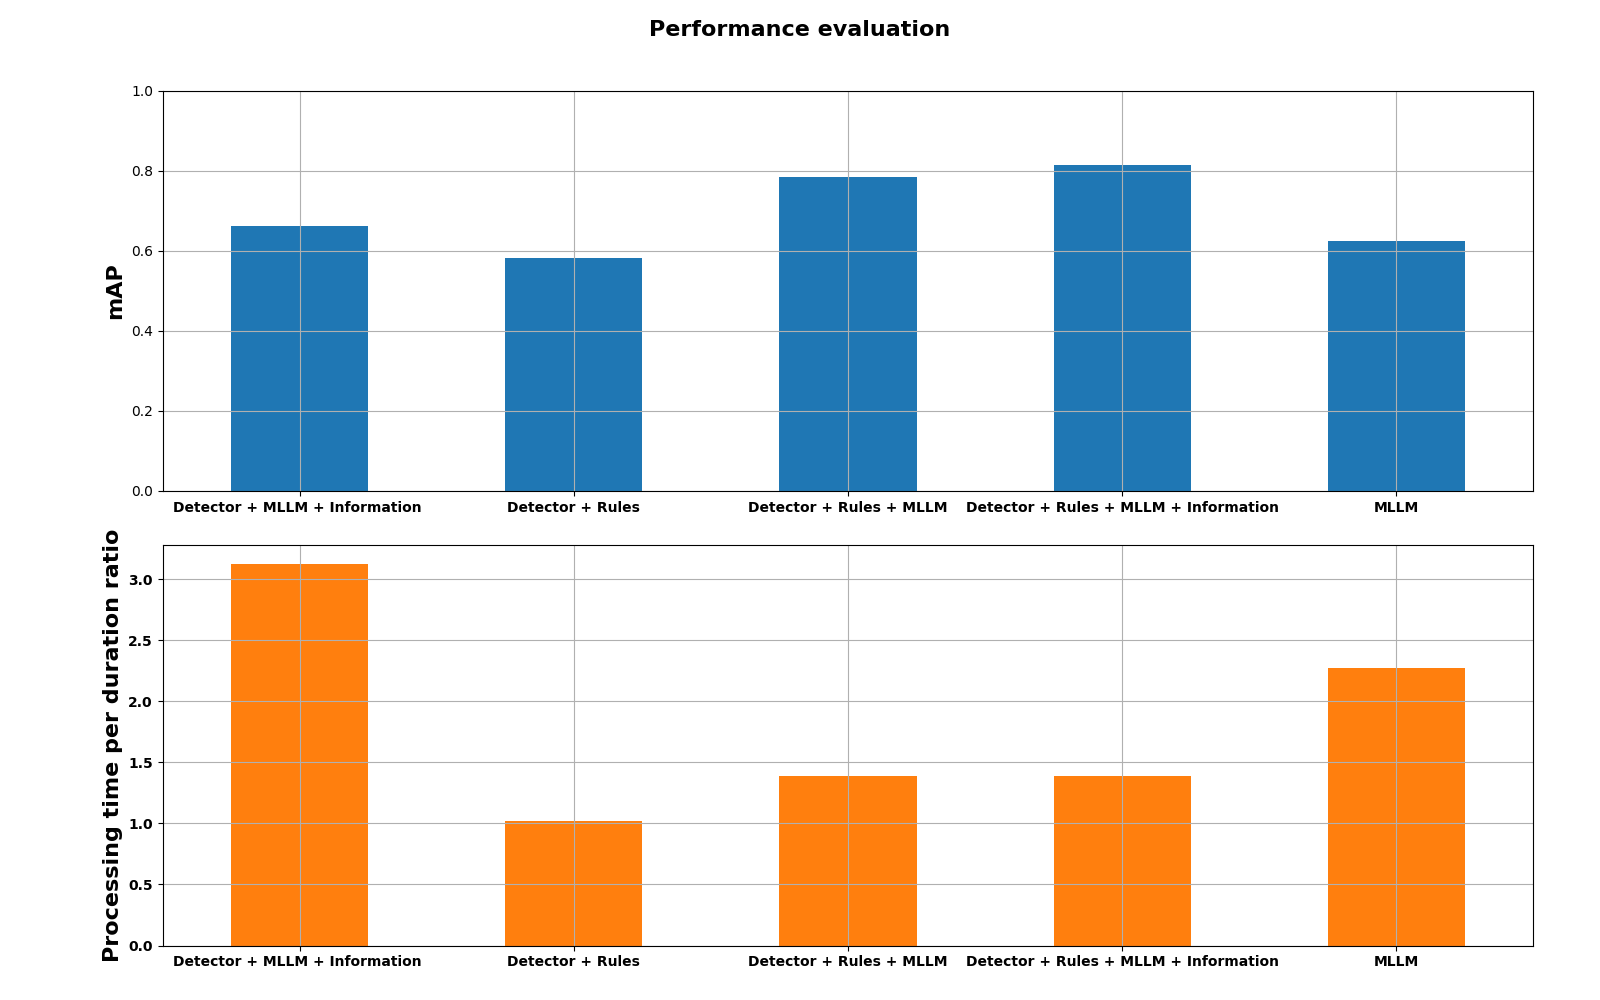 Performance evaluation
mAP
1.0
0.8
0.6
0.4
0.2
0.0
Detector + MLLM + Information
Detector + Rules
Detector + Rules + MLLM
Detector + Rules + MLLM + Information
MLLM
Processing time per duration ratio
3.0
2.5
2.0
1.5
1.0
0.5
0.0
Detector + MLLM + Information
Detector + Rules
Detector + Rules + MLLM
Detector + Rules + MLLM + Information
MLLM